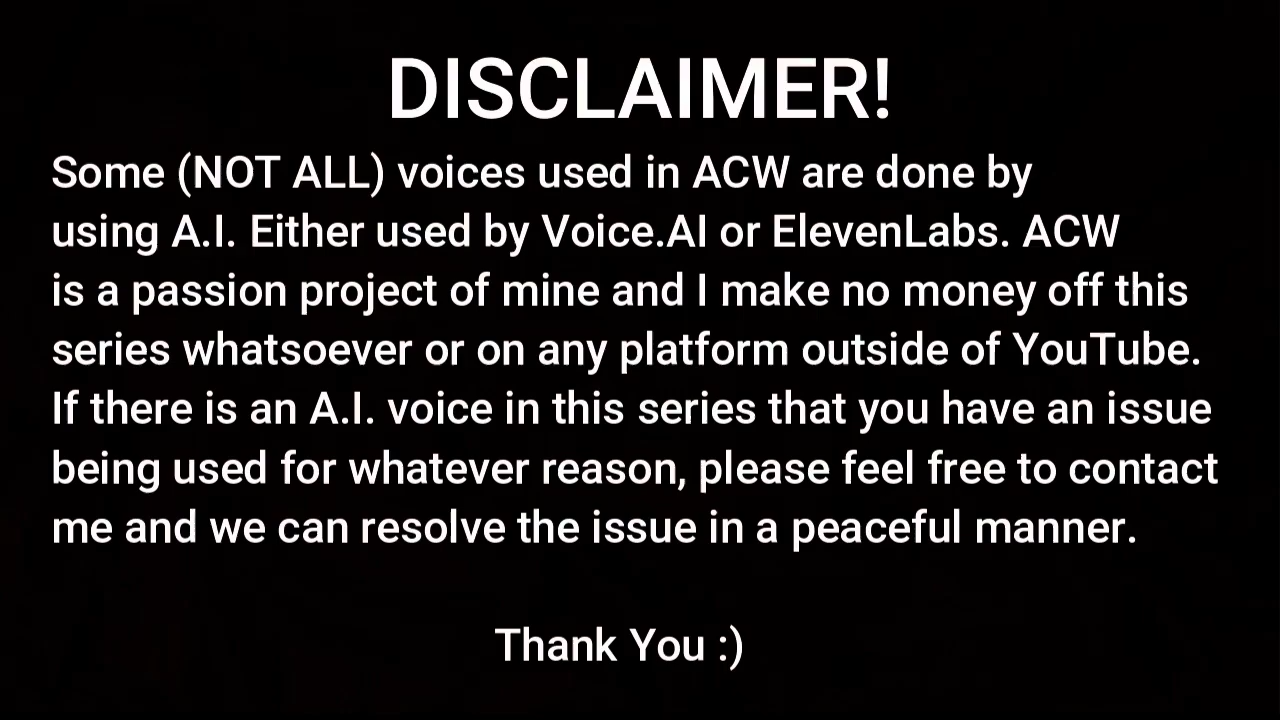 DISCLAIMER!
Some (NOT ALL) voices used in ACW are done by
using A.I. Either used by Voice.AI or ElevenLabs. ACW
is a passion project of mine and I make no money off this
series whatsoever or on any platform outside of YouTube.
If there is an A.I. voice in this series that you have an issue
being used for whatever reason, please feel free to contact
me and we can resolve the issue in a peaceful manner.
Thank You :)